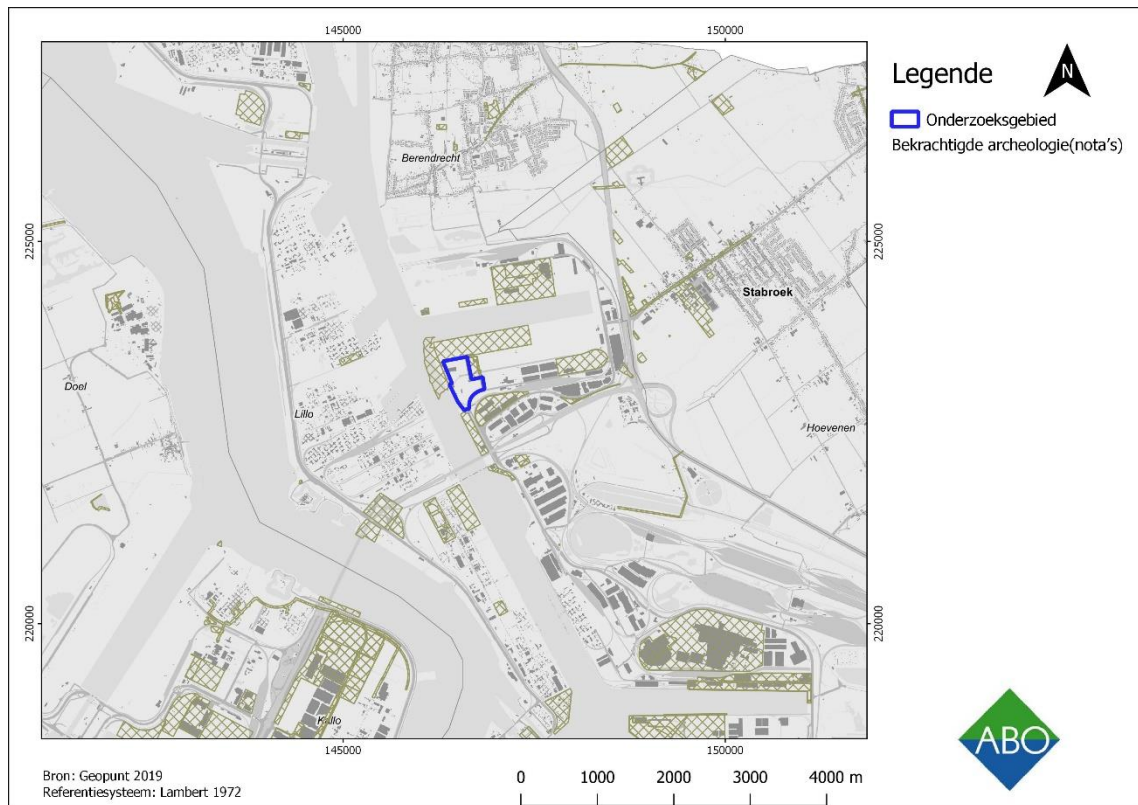 145000
150000
Legende
N
Onderzoeksgebied
Bekrachtigde archeologie(nota's)
Berendrecht
225000
225000
Stabroek
Doel
Lillo
Hoevenen
220000
220000
Kallo
145000
150000
ABO
Bron: Geopunt 2019
Referentiesysteem: Lambert 1972
0 1000 2000 3000 4000 m